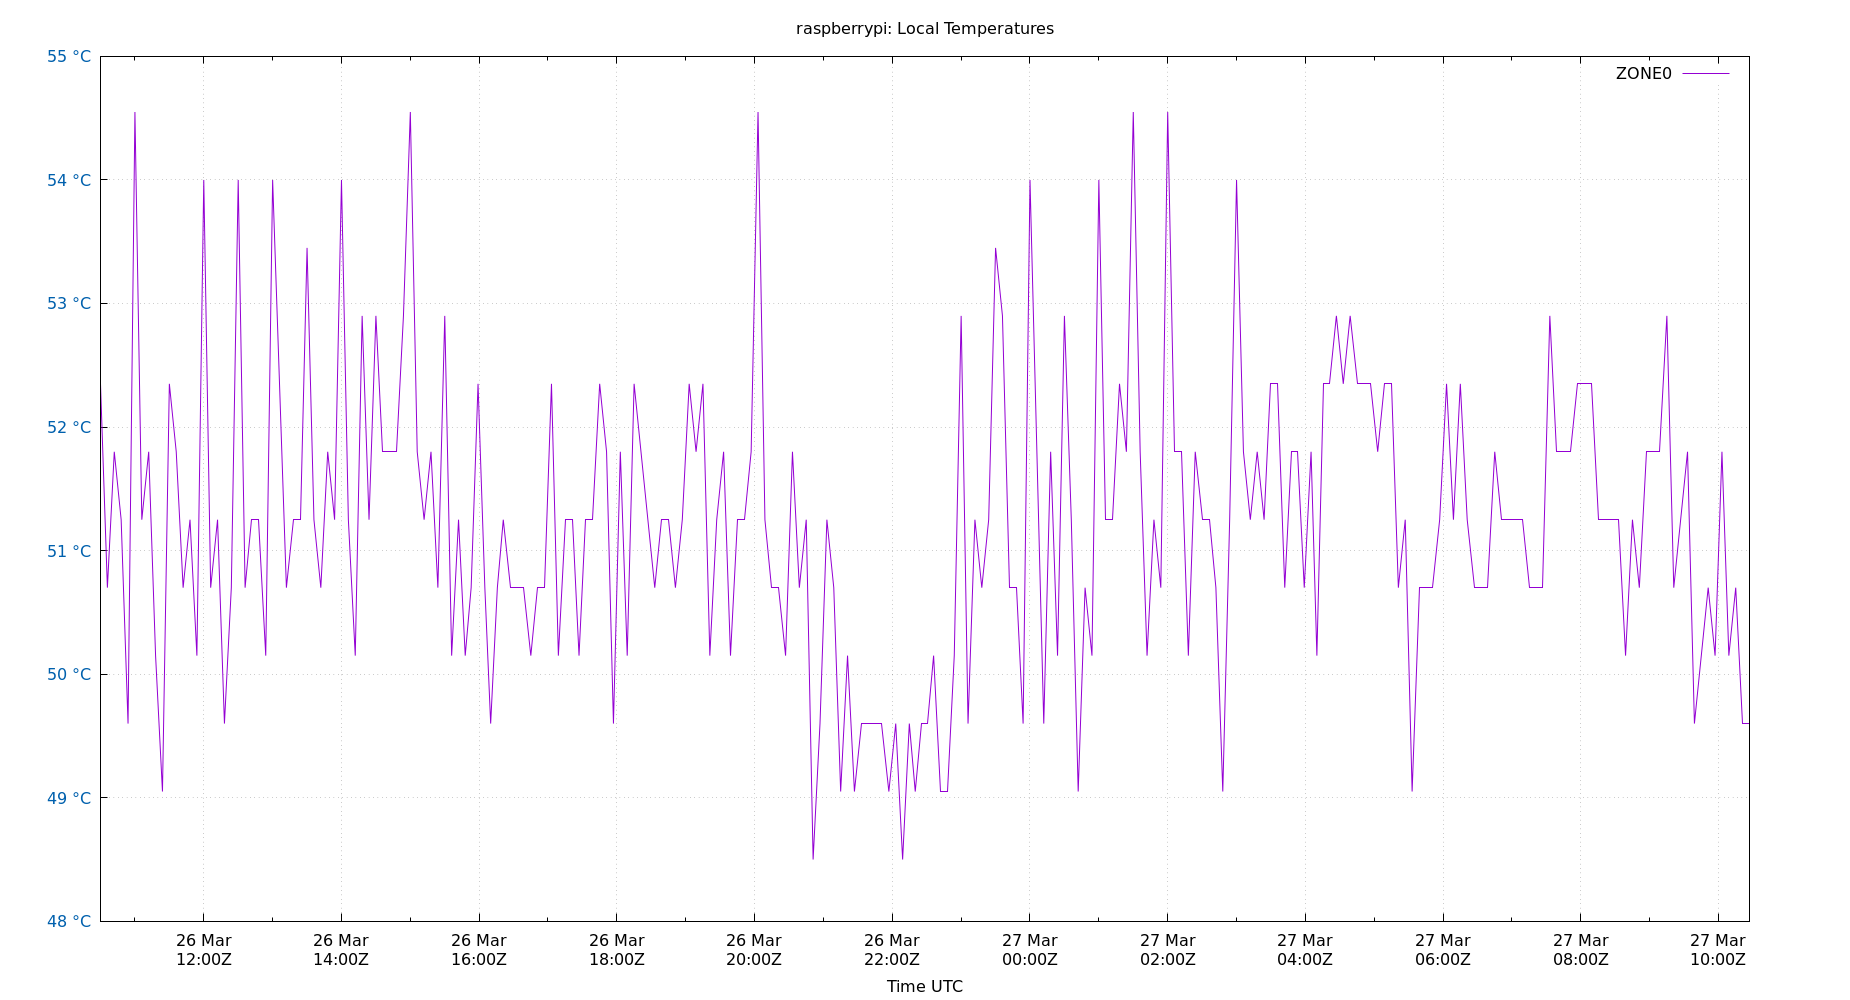 raspberrypi: Local Temperatures
55 °C
ZONE0
54 °C
53 °C
52 °C
51 °C
50 °C
49 °C
48 °C
26 Mar 26 Mar 26 Mar 26 Mar 26 Mar 26 Mar 27 Mar 27 Mar 27 Mar 27 Mar 27 Mar 27 Mar
12:00Z 14:00Z 16:00Z 18:00Z 20:00Z 22:00Z 00:00Z 02:00Z 04:00Z 06:00Z 08:00Z 10:00Z
Time UTC